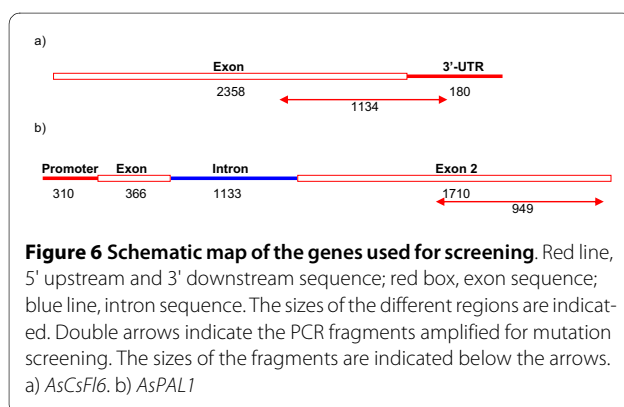 a)
Exon 3'-UTR
2358 180
1134
b)
Promoter Exon Intron Exon 2
310 366 1133 1710
949
Figure 6 Schematic map of the genes used for screening. Red line,
5' upstream and 3' downstream sequence; red box, exon sequence;
blue line, intron sequence. The sizes of the different regions are indicat-
ed. Double arrows indicate the PCR fragments amplified for mutation
screening. The sizes of the fragments are indicated below the arrows.
a) AsCsFl6. b) AsPAL1